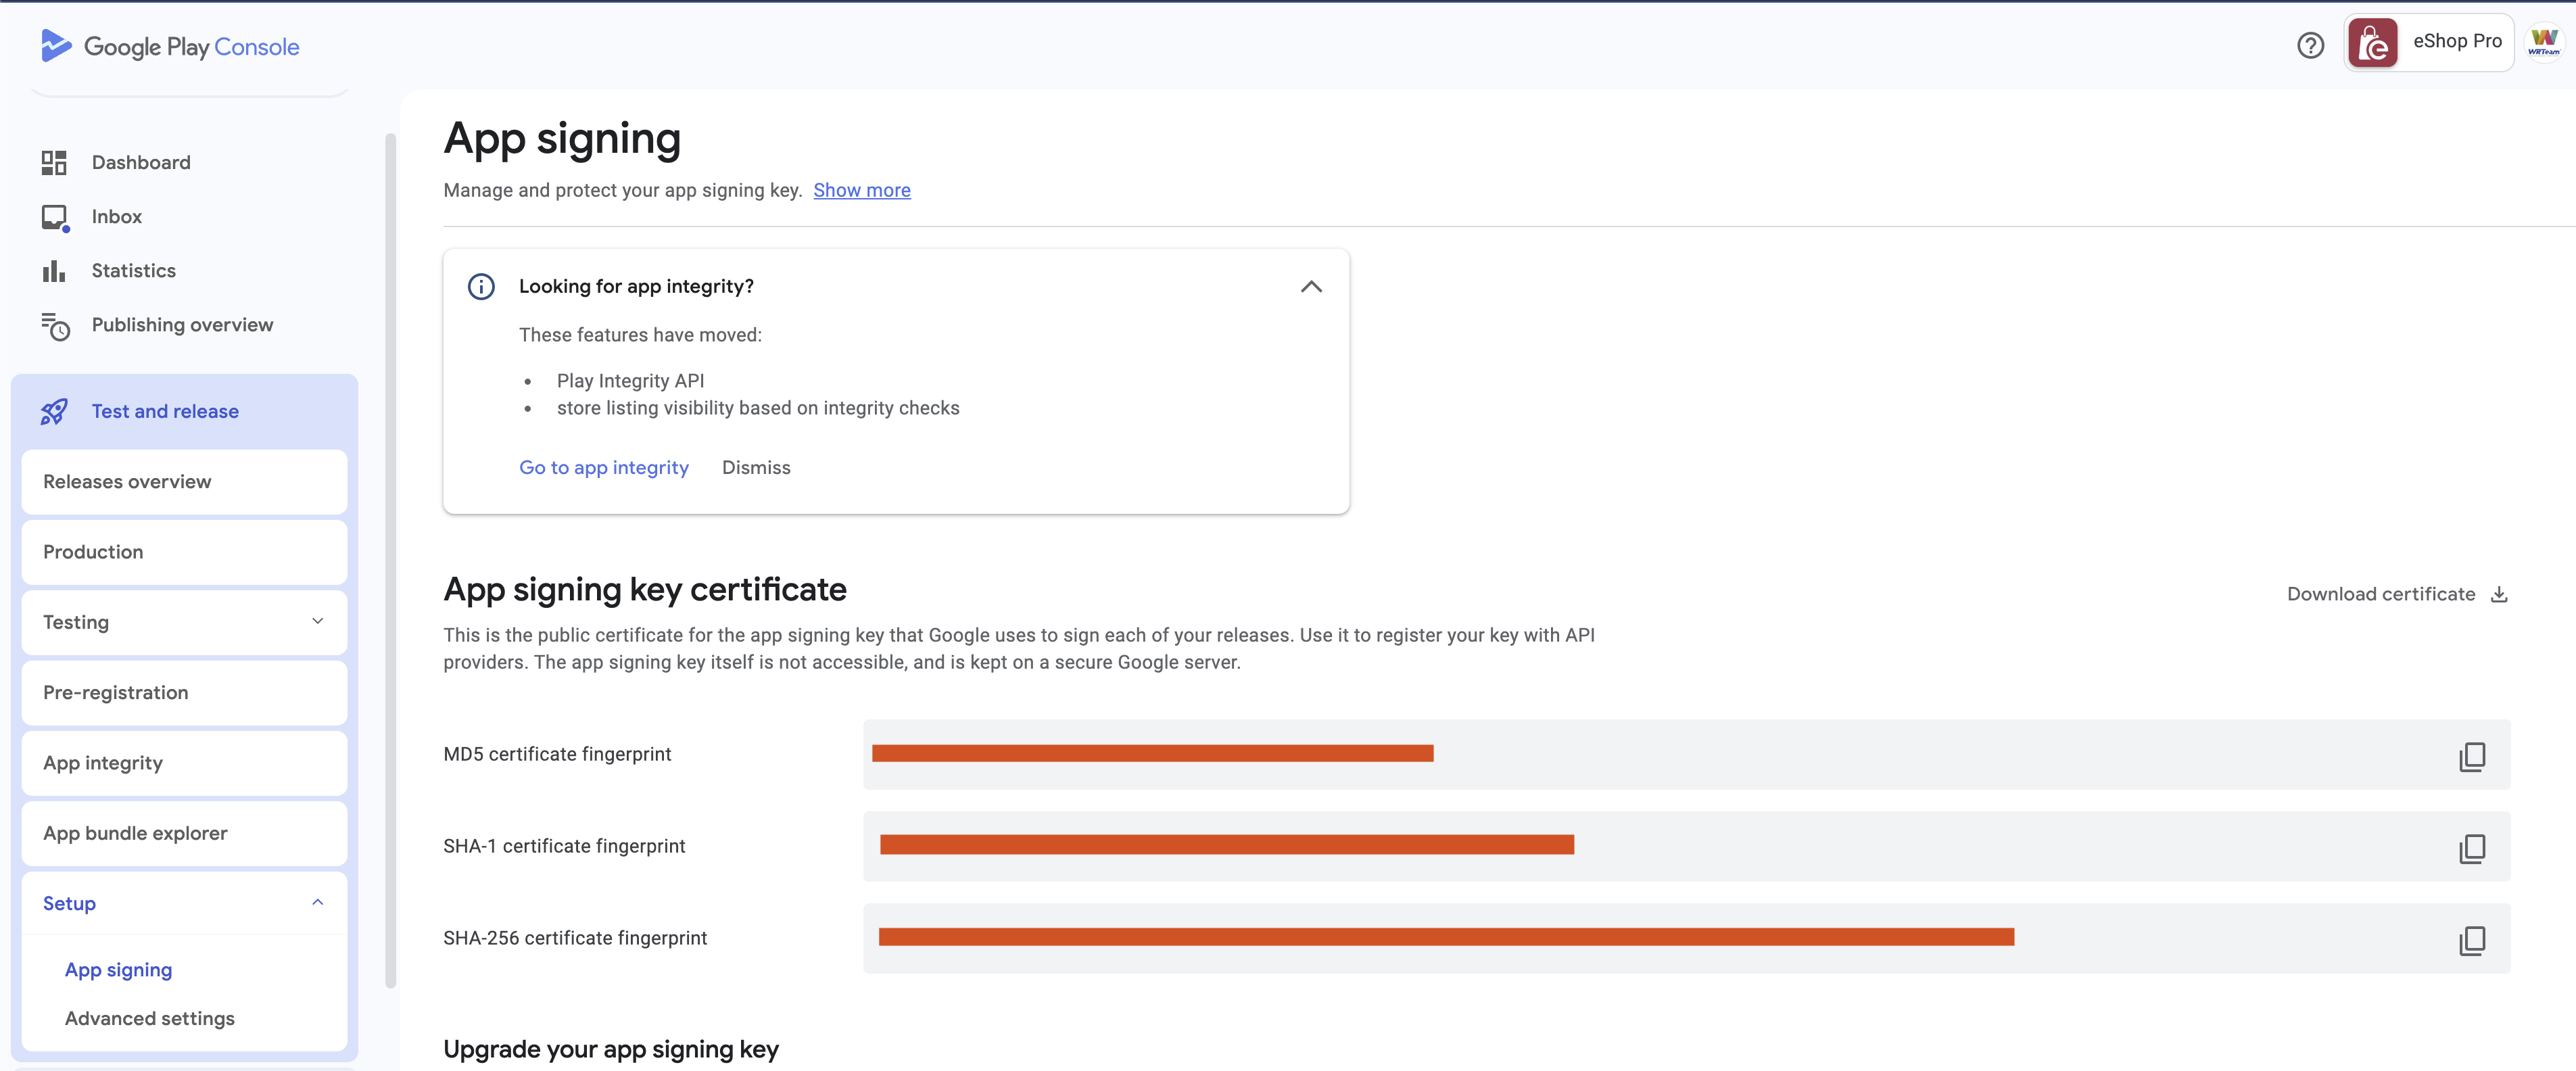 Google Play Console
eShop Pro
WRTeam
Dashboard
Inbox
Statistics
Publishing overview
Test and release
Releases overview
Production
Testing
Pre-registration
App integrity
App bundle explorer
Setup
App signing
Advanced settings
App signing
Manage and protect your app signing key. Show more
Looking for app integrity?
These features have moved:
• Play Integrity API
• store listing visibility based on integrity checks
Go to app integrity Dismiss
App signing key certificate
Download certificate
This is the public certificate for the app signing key that Google uses to sign each of your releases. Use it to register your key with API
providers. The app signing key itself is not accessible, and is kept on a secure Google server.
MD5 certificate fingerprint
SHA-1 certificate fingerprint
SHA-256 certificate fingerprint
Upgrade your app signing key